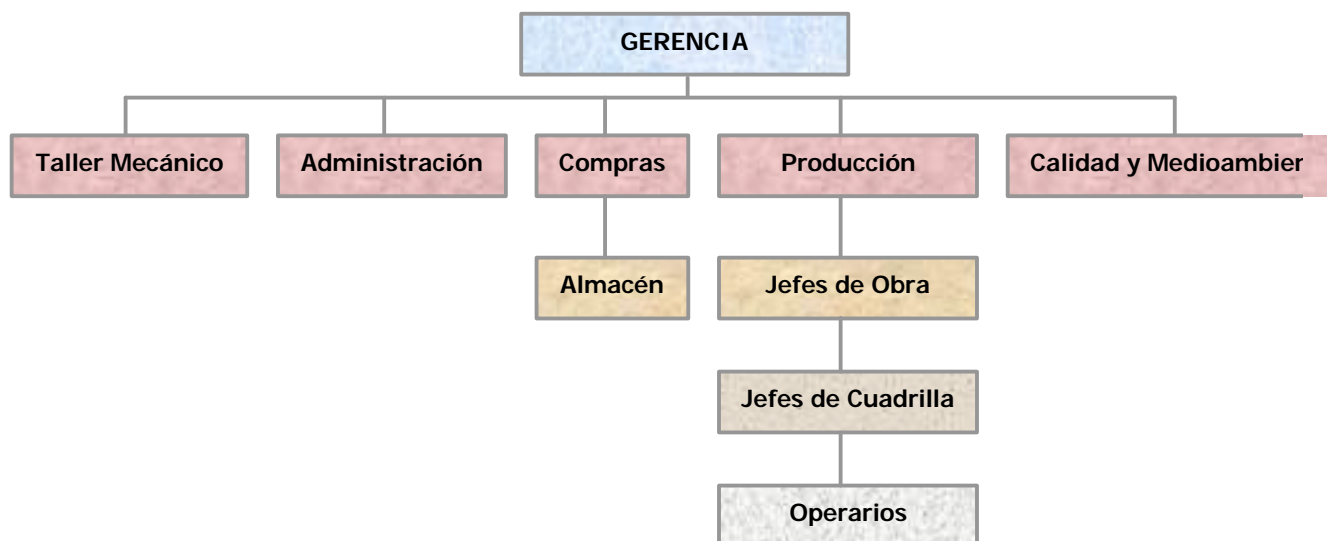 GERENCIA
Taller Mecánico
Administración
Compras
Producción
Calidad y Medioambier
Almacén
Jefes de Obra
Jefes de Cuadrilla
Operarios